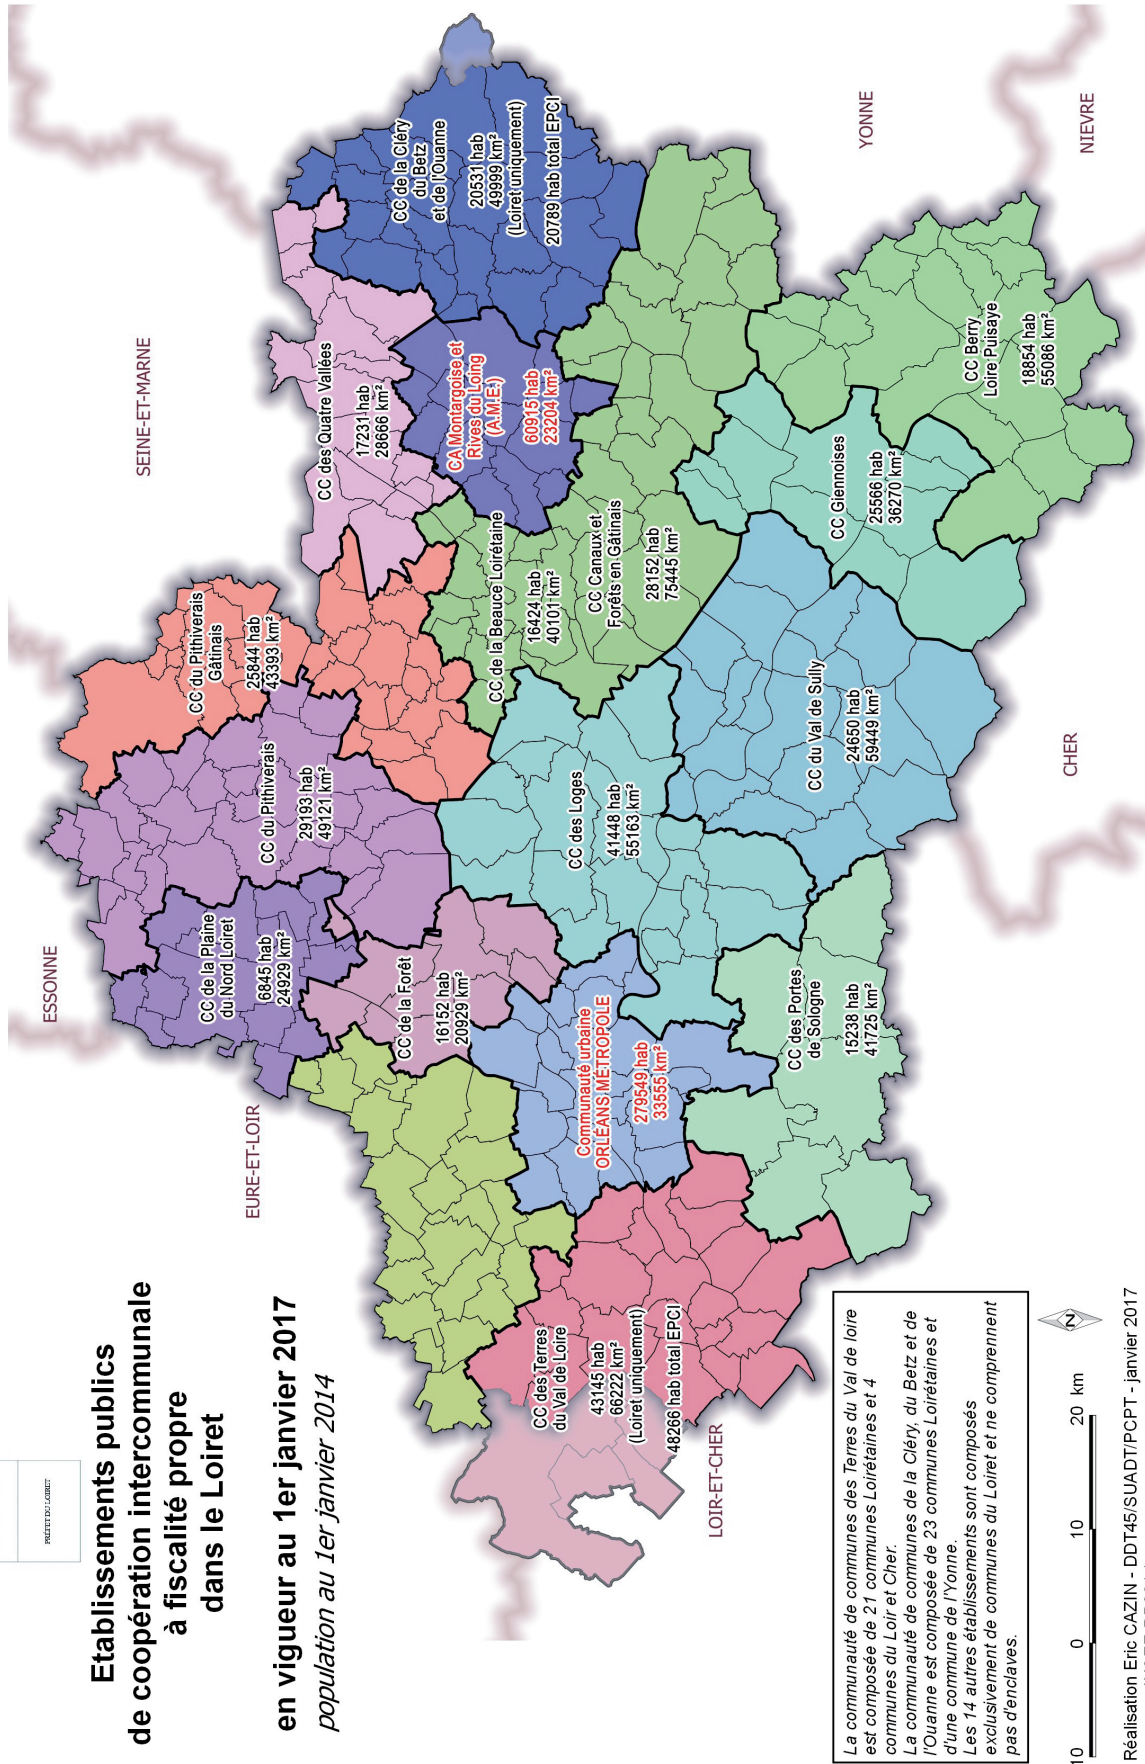 PRÉFET DU LOIRET
Etablissements publics
de coopération intercommunale
à fiscalité propre
dans le Loiret
en vigueur au 1er janvier 2017
population au 1er janvier 2014
ESSONNE
SEINE-ET-MARNE
EURE-ET-LOIR
YONNE
NIEVRE
CHER
LOIR-ET-CHER
CC de la Plaine
du Nord Loiret
6845 hab
24929 km²
CC du Pithiverais
29193 hab
49121 km²
CC du Pithiverais
Gâtinais
25844 hab
43393 km²
CC des Quatre Vallées
17231 hab
28666 km²
CC de la Cléry
du Betz
et de l'Ouanne
20531 hab
49999 km²
(Loiret uniquement)
20789 hab total EPCI
CA Montargoise et
Rives du Loing
(A.M.E.)
60915 hab
23204 km²
CC de la Beauce Loirétaine
16424 hab
40101 km²
CC Canaux et
Forêts en Gâtinais
28152 hab
75445 km²
CC de la Forêt
16152 hab
20929 km²
CC des Loges
41448 hab
55163 km²
Communauté urbaine
ORLÉANS MÉTROPOLE
279549 hab
33555 km²
CC des Terres
du Val de Loire
43145 hab
66222 km²
(Loiret uniquement)
48266 hab total EPCI
CC des Portes
de Sologne
15238 hab
41725 km²
CC du Val de Sully
24650 hab
59449 km²
CC Giennoises
25566 hab
36270 km²
CC Berry
Loire Puisaye
18854 hab
55086 km²
La communauté de communes des Terres du Val de loire
est composée de 21 communes Loirétaines et 4
communes du Loir et Cher.
La communauté de communes de la Cléry, du Betz et de
l'Ouanne est composée de 23 communes Loirétaines et
d'une commune de l'Yonne.
Les 14 autres établissements sont composés
exclusivement de communes du Loiret et ne comprennent
pas d'enclaves.
N
10 0 10 20 km
Réalisation Eric CAZIN - DDT45/SUADT/PCPT - janvier 2017